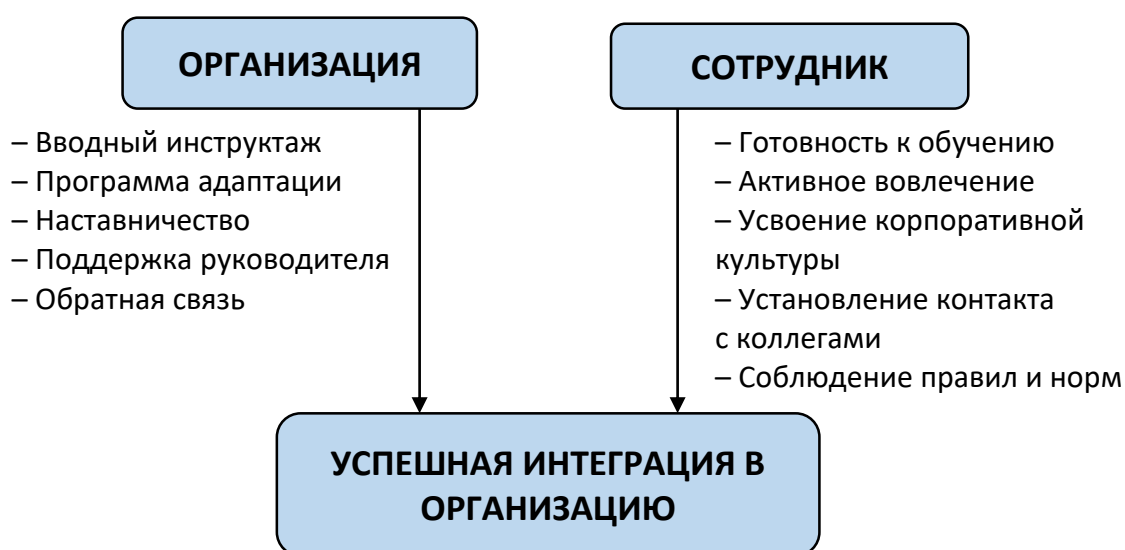 ОРГАНИЗАЦИЯ
СОТРУДНИК
– Вводный инструктаж
– Программа адаптации
– Наставничество
– Поддержка руководителя
– Обратная связь
– Готовность к обучению
– Активное вовлечение
– Усвоение корпоративной
культуры
– Установление контакта
с коллегами
– Соблюдение правил и норм
УСПЕШНАЯ ИНТЕГРАЦИЯ В
ОРГАНИЗАЦИЮ